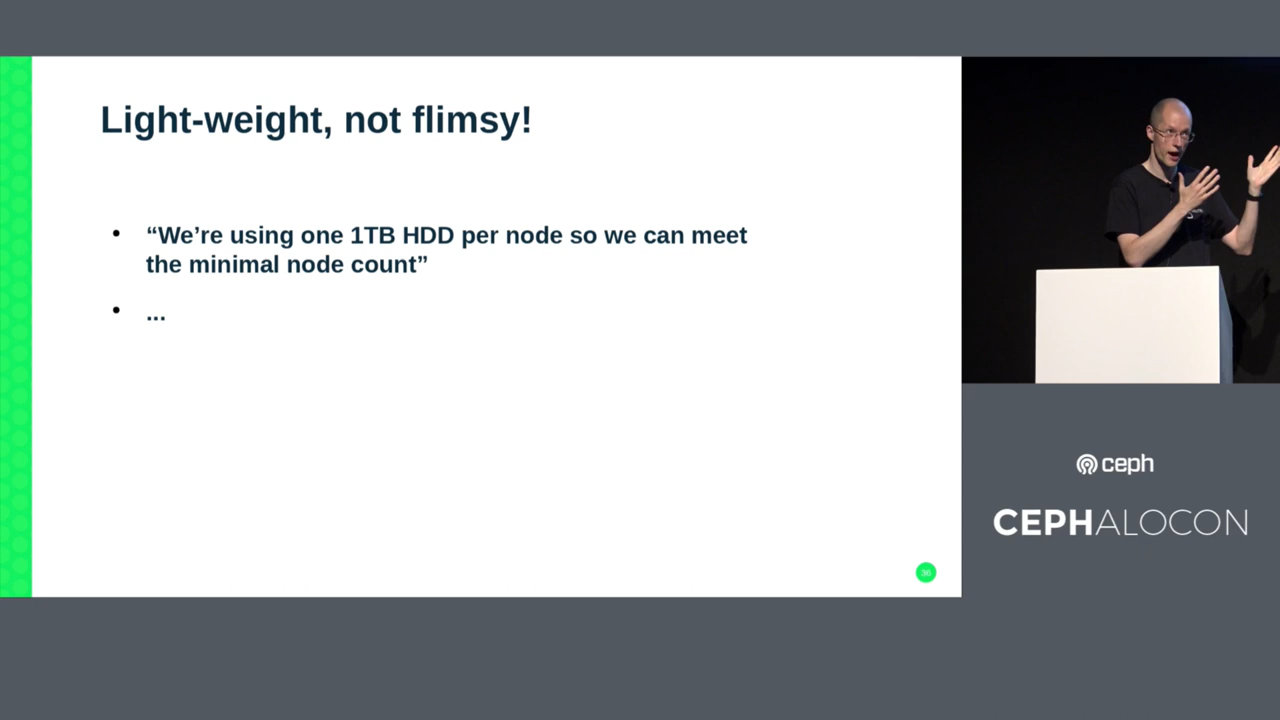 Light-weight, not flimsy!
• “We’re using one 1TB HDD per node so we can meet
the minimal node count”
• ...
36
ceph
CEPHALOCON